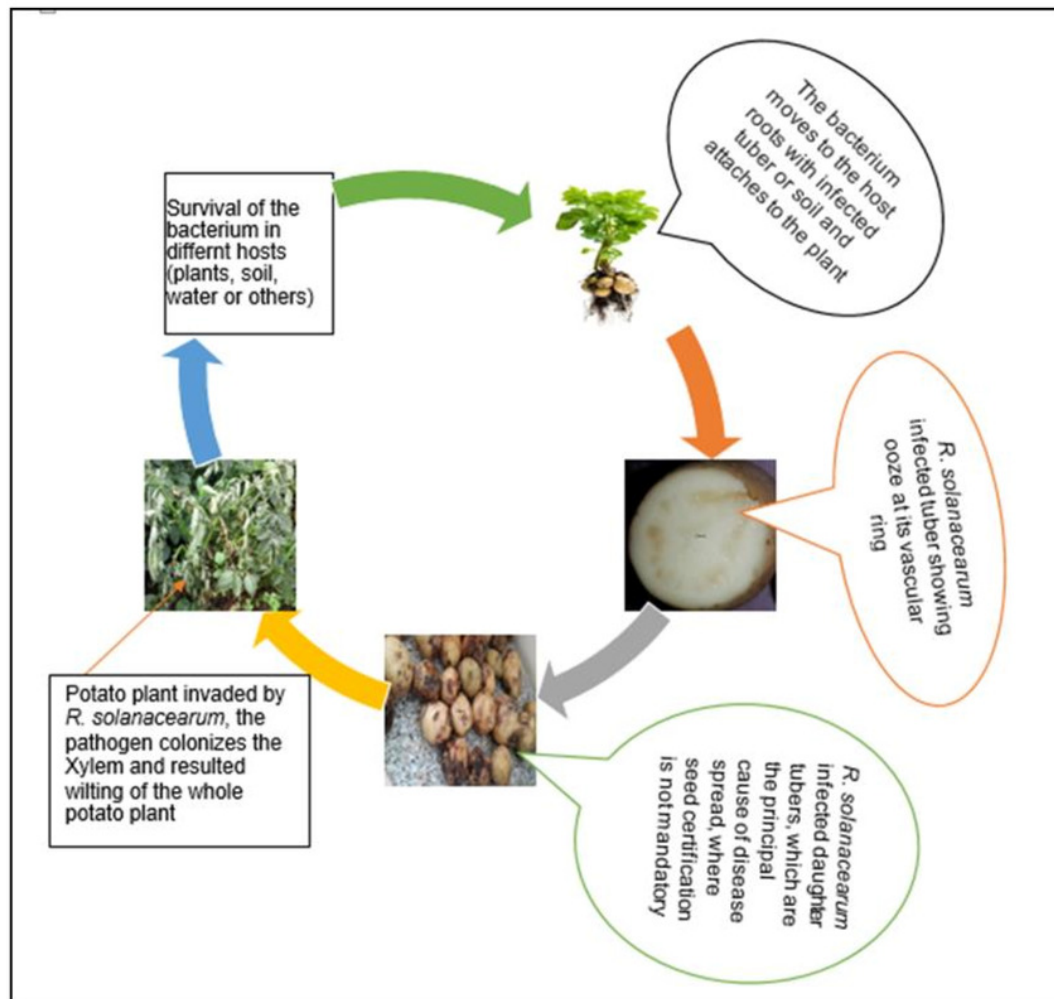 Survival of the
bacterium in
differnt hosts
(plants, soil,
water or others)
The bacterium
moves to the host
roots with infected
tuber or soil and
attaches to the plant
R. solanacearum
infected tuber showing
ooze at its vascular
ring
R. solanacearum
infected daughter
tubers, which are
the principal
cause of disease
spread, where
seed certification
is not mandatory
Potato plant invaded by
R. solanacearum, the
pathogen colonizes the
Xylem and resulted
wilting of the whole
potato plant